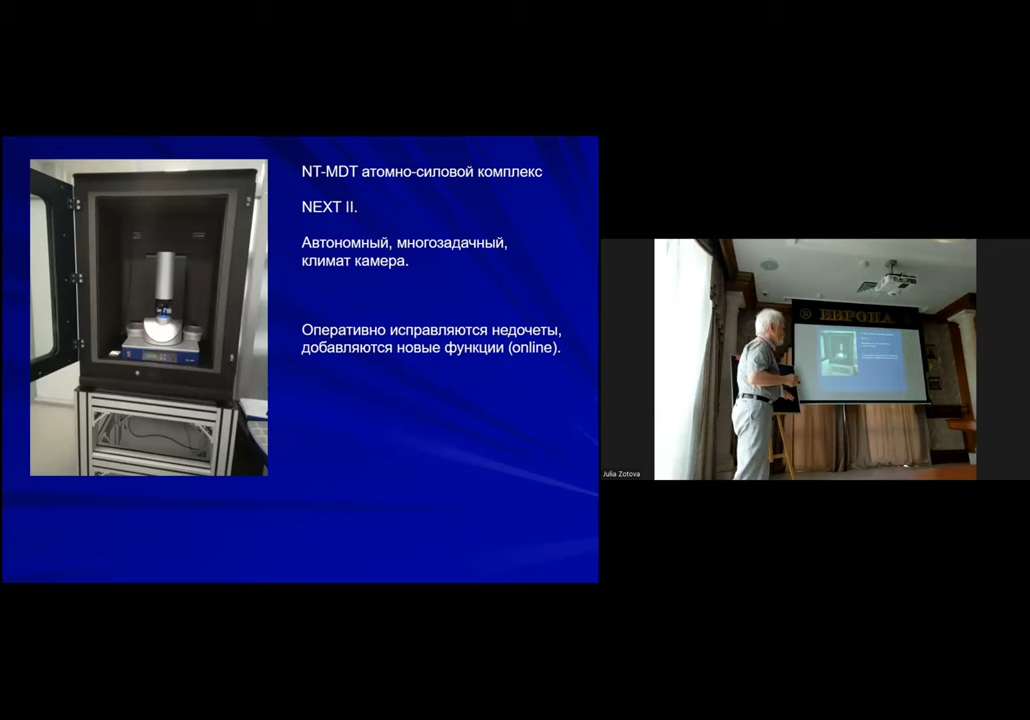 NT-MDT атомно-силовой комплекс
NEXT II.
Автономный, многозадачный,
климат камера.
Оперативно исправляются недочеты,
добавляются новые функции (online).
ЕВРОПА
Julia Zotova